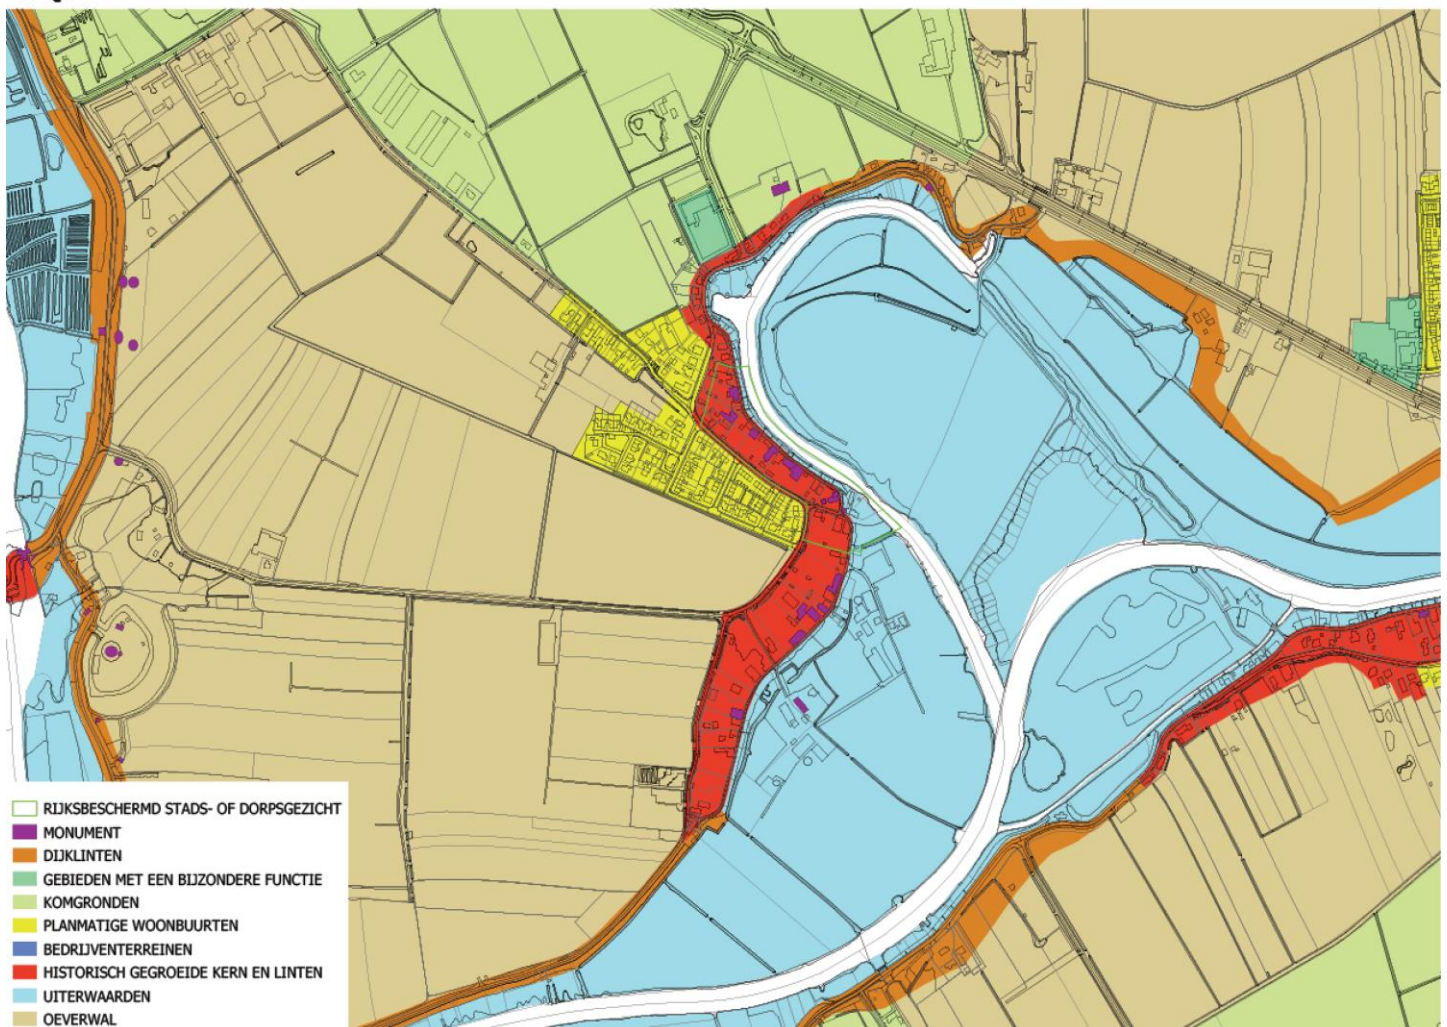 RIJKSBESCHERMD STADS- OF DORPSGEZICHT
MONUMENT
DIJKLINTEN
GEBIEDEN MET EEN BIJZONDERE FUNCTIE
KOMGRONDEN
PLANMATIGE WOONBUURTEN
BEDRIJVENTERREINEN
HISTORISCH GEGROEIDE KERN EN LINTEN
UITERWAARDEN
OEVERWAL